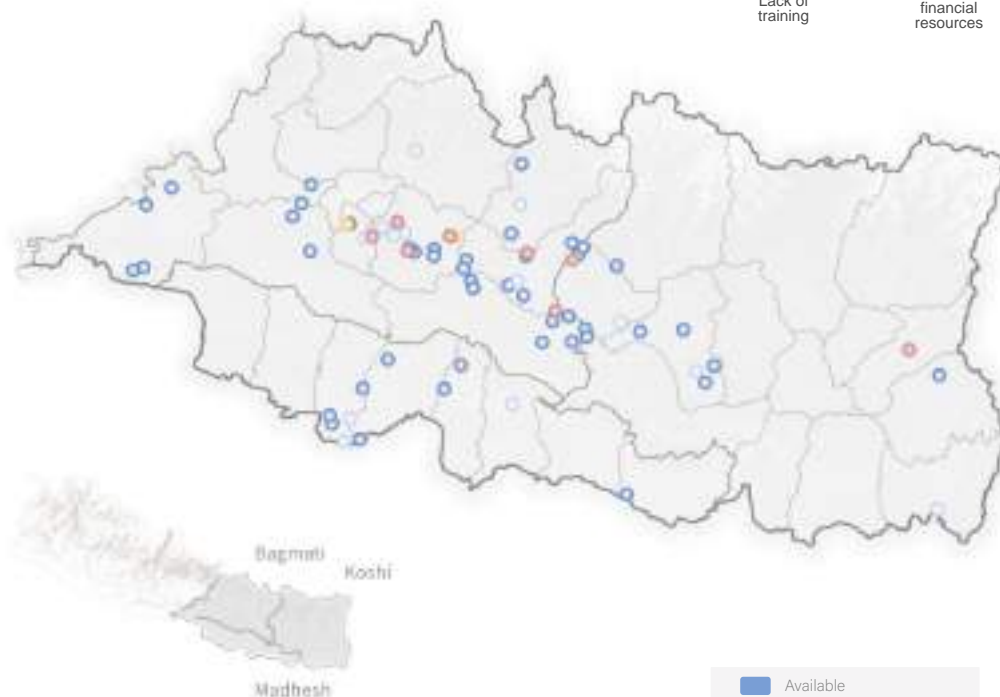 Lack of
training
financial
resources
Bagmati
Koshi
Madhesh
Available